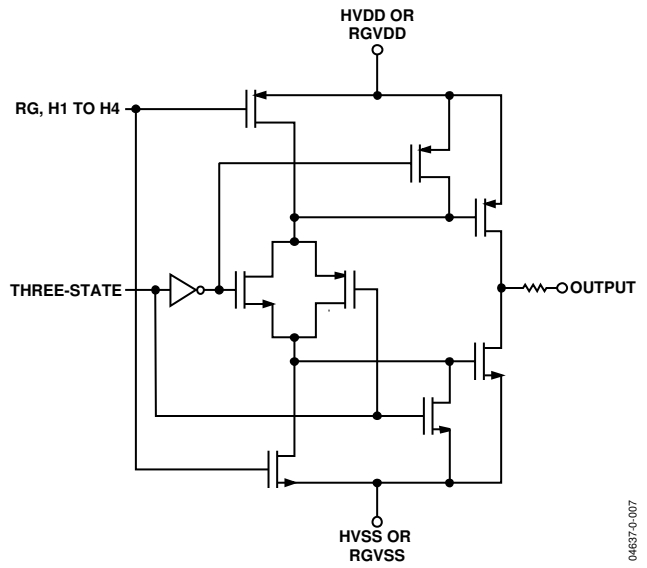 HVDD OR
RGVDD
RG, H1 TO H4
THREE-STATE
OUTPUT
HVSS OR
RGVSS
04637-0-007